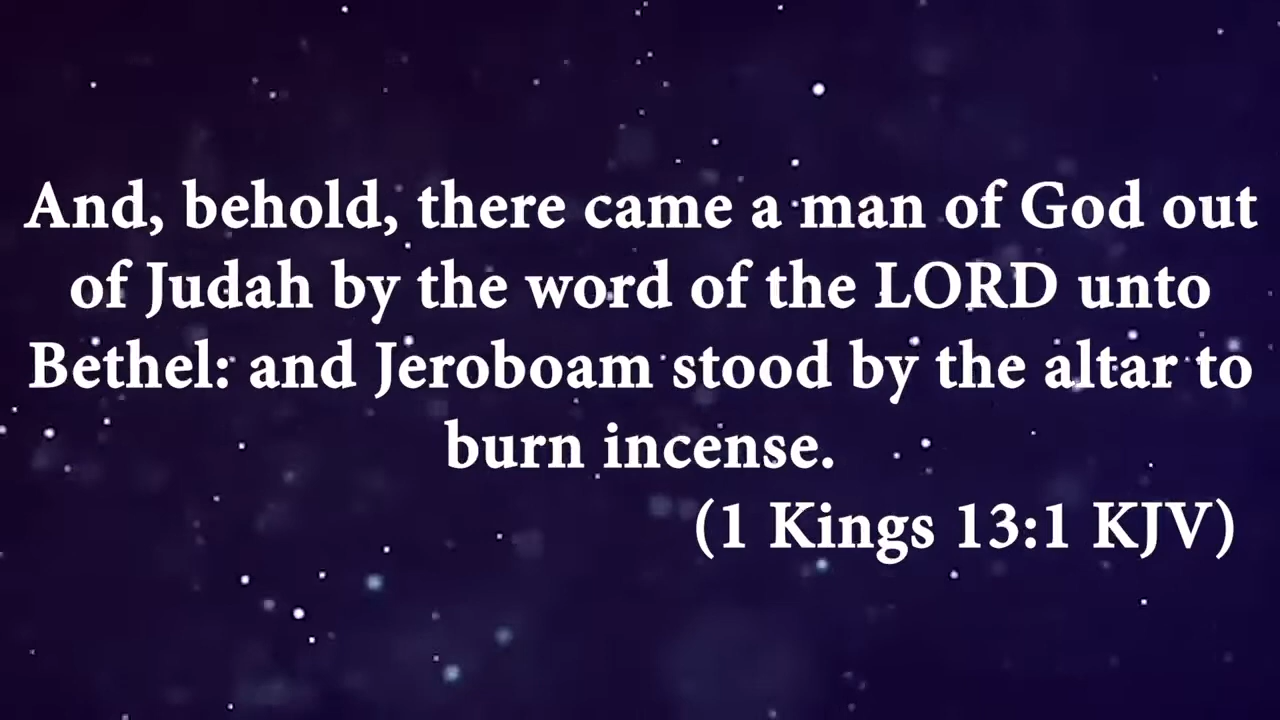 And, behold, there came a man of God out
of Judah by the word of the LORD unto
Bethel: and Jeroboam stood by the altar to
burn incense.
(1 Kings 13:1 KJV)